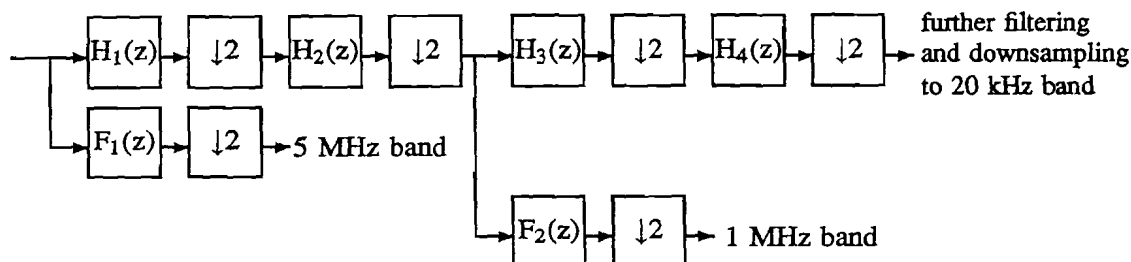 H₁(z) ↓2 H₂(z) ↓2 H₃(z) ↓2 H₄(z) ↓2
further filtering
and downsampling
to 20 kHz band
F₁(z) ↓2 5 MHz band
F₂(z) ↓2 1 MHz band